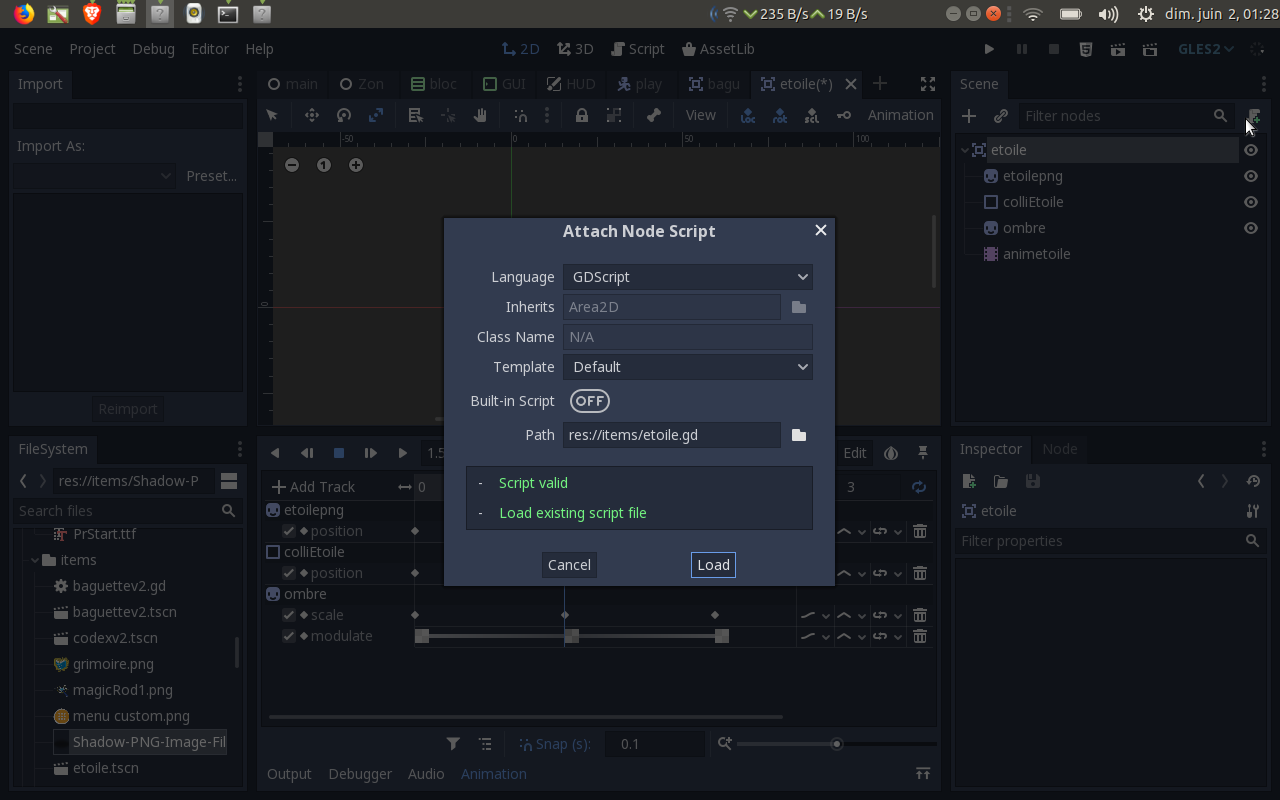 235 B/s 19 B/s
dim. juin 2, 01:28
Scene Project Debug Editor Help
2D 3D Script AssetLib
GLES2
Import
main Zon bloc GUI HUD play bagu etoile(*)
Scene
View Animation
Filter nodes
Import As:
Preset...
-50 0 50 100
0
1
etoile
etoilepng
colliEtoile
ombre
animetoile
Reimport
Attach Node Script
Language GDScript
Inherits Area2D
Class Name N/A
Template Default
Built-in Script OFF
Path res://items/etoile.gd
- Script valid
- Load existing script file
Cancel Load
FileSystem
res://items/Shadow-P
Search files
PrStart.ttf
items
baguettev2.gd
baguettev2.tscn
codexv2.tscn
grimoire.png
magicRod1.png
menu custom.png
Shadow-PNG-Image-Fil
etoile.tscn
1.5 Edit
Add Track 0 3
etoilepng
position
colliEtoile
position
ombre
scale
modulate
Snap (s): 0.1
Output Debugger Audio Animation
Inspector Node
etoile
Filter properties